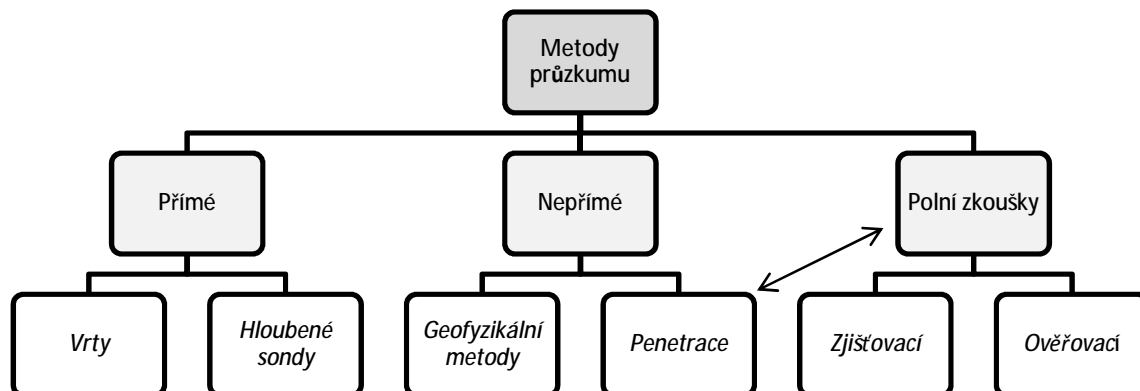 Metody
průzkumu
Přímé
Nepřímé
Polní zkoušky
Vrty
Hloubené
sondy
Geofyzikální
metody
Penetrace
Zjišťovací
Ověřovací